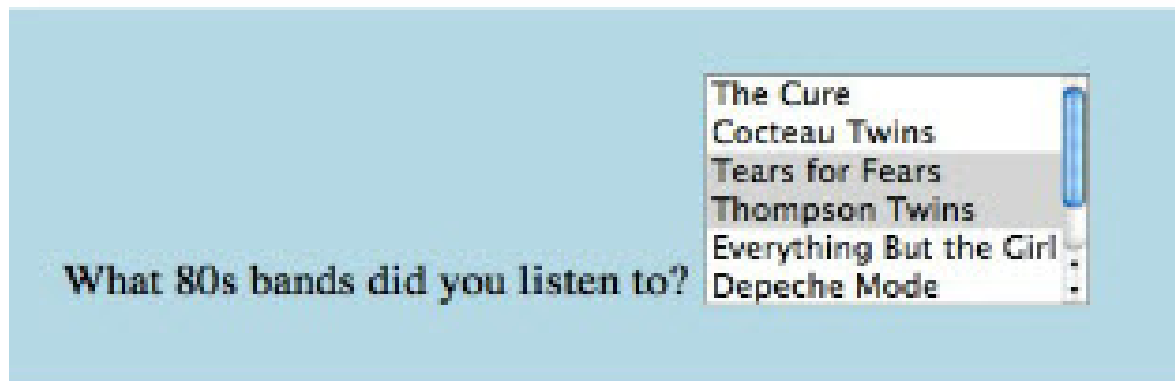 The Cure
Cocteau Twins
Tears for Fears
Thompson Twins
Everything But the Girl
What 80s bands did you listen to? Depeche Mode